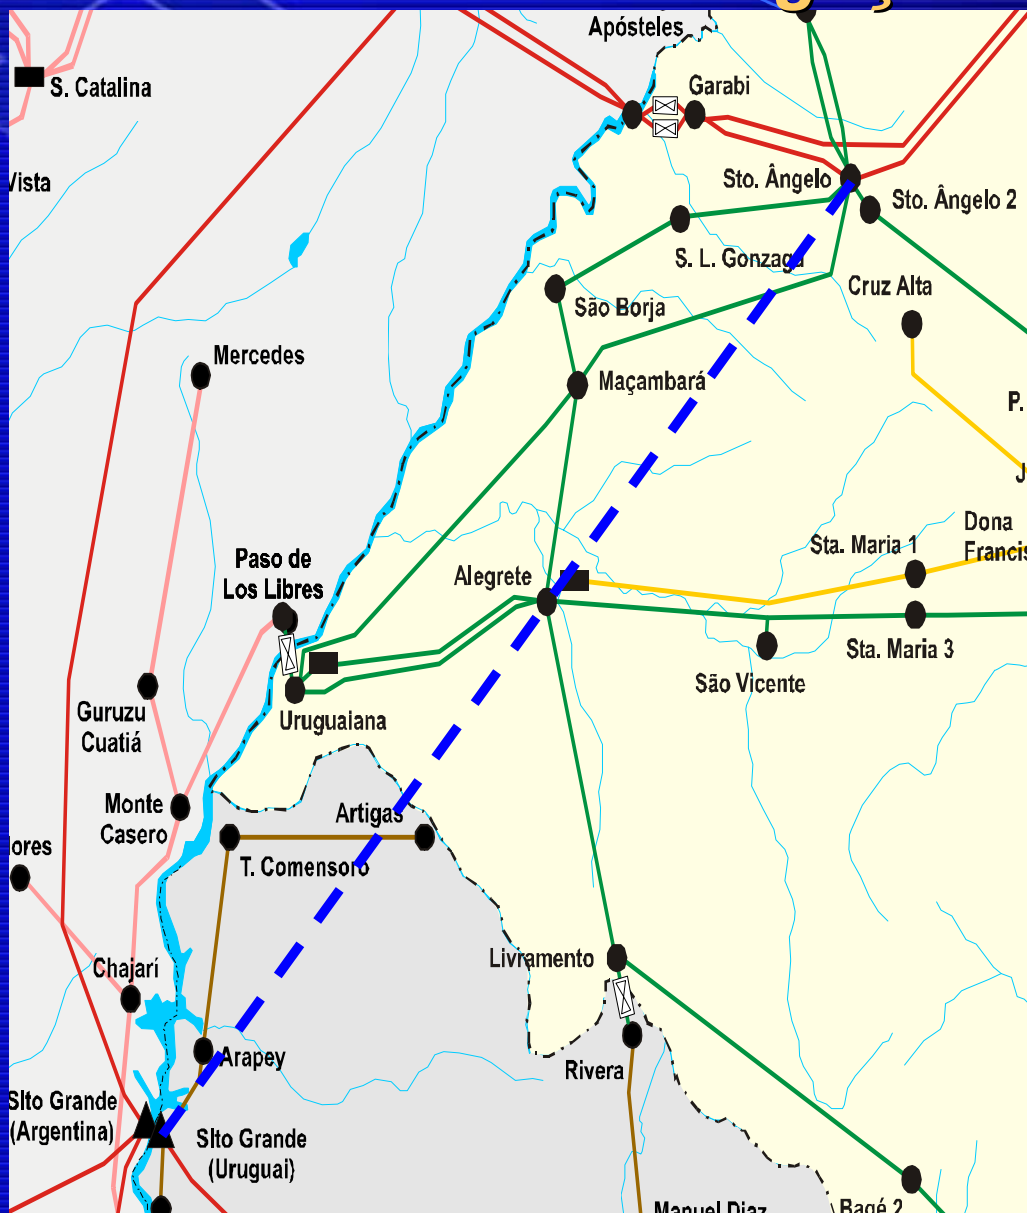 Apósteles
Garabi
S. Catalina
Vista
Sto. Ângelo
Sto. Ângelo 2
S. L. Gonzaga
Cruz Alta
São Borja
Mercedes
Maçambará
P.
J
Dona
Francis
Sta. Maria 1
Paso de
Los Libres
Alegrete
Sta. Maria 3
São Vicente
Guruzu
Cuatiá
Uruguaiana
Monte
Casero
Artigas
lores
T. Comensoro
Livramento
Chajarí
Arapey
Rivera
Slto Grande
(Argentina)
Slto Grande
(Uruguai)
Manuel Diaz
Bagé 2